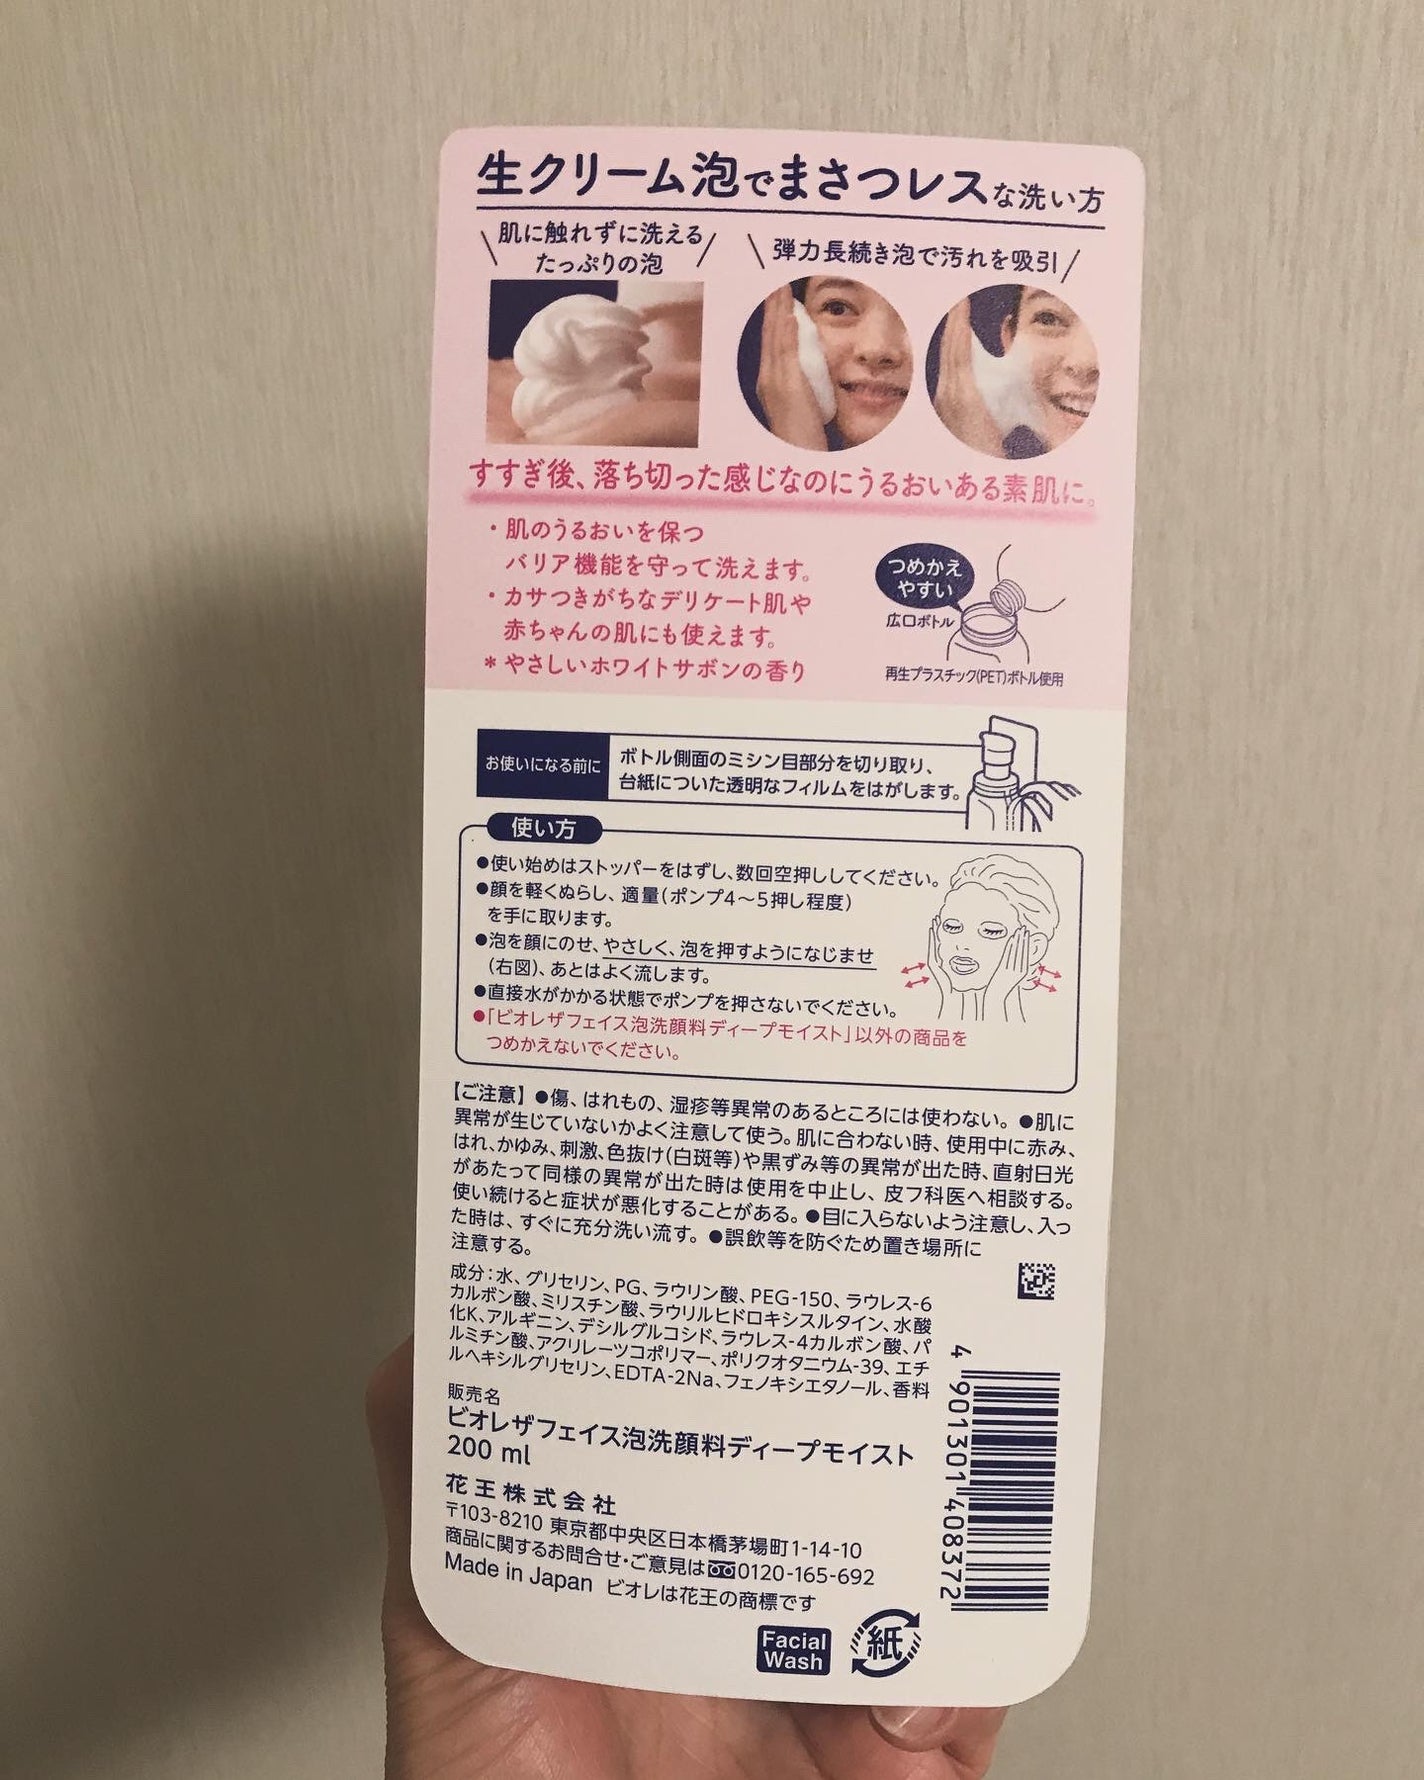 生クリーム泡でまさつレスな洗い方
肌に触れずに洗える
たっぷりの泡
弾力長続き泡で汚れを吸引
すすぎ後、落ち切った感じなのにうるおいある素肌に。
・肌のうるおいを保つ
バリア機能を守って洗えます。
・カサつきがちなデリケート肌や
赤ちゃんの肌にも使えます。
＊やさしいホワイトサボンの香り
つめかえ
やすい
広口ボトル
再生プラスチック(PET)ボトル使用
お使いになる前に
ボトル側面のミシン目部分を切り取り、
台紙についた透明なフィルムをはがします。
使い方
●使い始めはストッパーをはずし、数回空押ししてください。
●顔を軽くぬらし、適量(ポンプ4〜5押し程度)
を手に取ります。
●泡を顔にのせ、やさしく、泡を押すようになじませ
(右図)、あとはよく流します。
●直接水がかかる状態でポンプを押さないでください。
●「ビオレザフェイス泡洗顔料ディープモイスト」以外の商品を
つめかえないでください。
【ご注意】●傷、はれもの、湿疹等異常のあるところには使わない。●肌に
異常が生じていないかよく注意して使う。肌に合わない時、使用中に赤み、
はれ、かゆみ、刺激、色抜け(白斑等)や黒ずみ等の異常が出た時、直射日光
があたって同様の異常が出た時は使用を中止し、皮フ科医へ相談する。
使い続けると症状が悪化することがある。●目に入らないよう注意し、入っ
た時は、すぐに充分洗い流す。●誤飲等を防ぐため置き場所に
注意する。
成分：水、グリセリン、PG、ラウリン酸、PEG-150、ラウレス-6
カルボン酸、ミリスチン酸、ラウリルヒドロキシスルタイン、水酸
化K、アルギニン、デシルグルコシド、ラウレス-4カルボン酸、パ
ルミチン酸、アクリレーツコポリマー、ポリクオタニウム-39、エチ
ルヘキシルグリセリン、EDTA-2Na、フェノキシエタノール、香料
販売名
ビオレザフェイス泡洗顔料ディープモイスト
200 ml
花王株式会社
〒103-8210 東京都中央区日本橋茅場町1-14-10
商品に関するお問合せ・ご意見は0120-165-692
Made in Japan ビオレは花王の商標です
4 901301 408372
Facial
Wash
紙